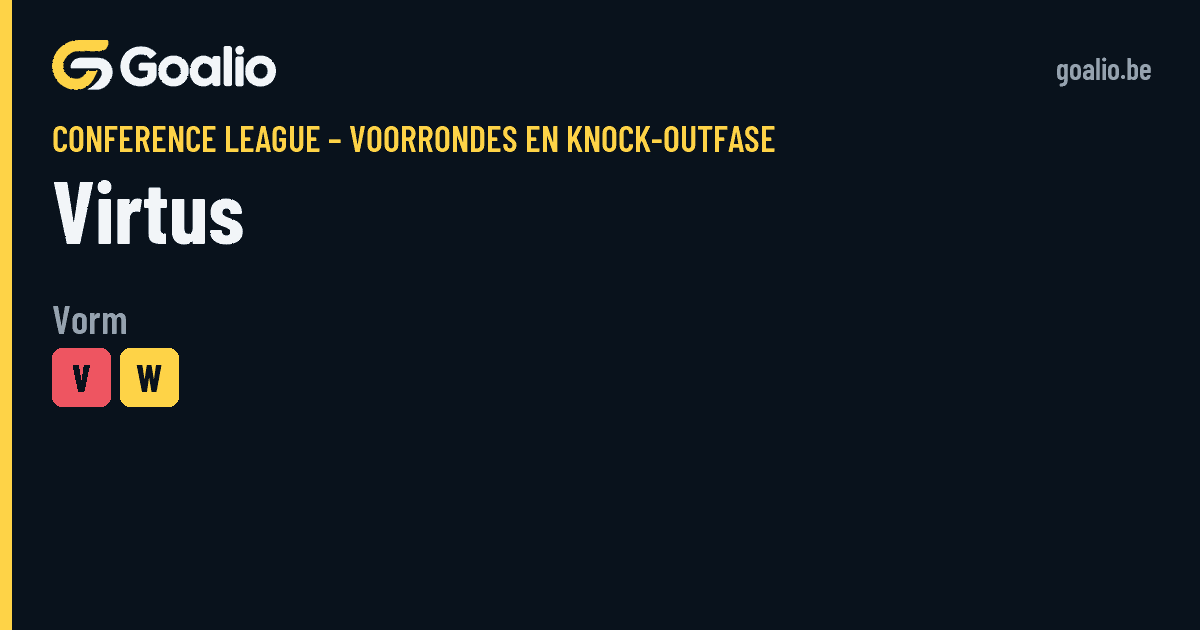 Goalio
goalio.be
CONFERENCE LEAGUE – VOORRONDES EN KNOCK-OUTFASE
Virtus
Vorm
V W